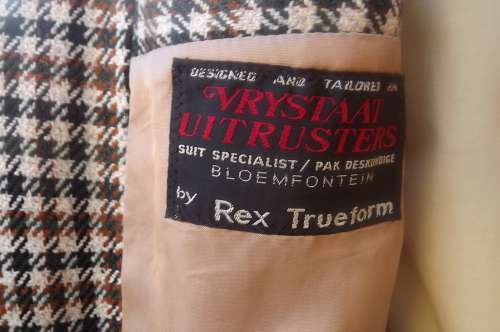 DESIGNED AND TAILORED BY
VRYSTAAT
UITRUSTERS
SUIT SPECIALIST / PAK DESKUNDIGE
BLOEMFONTEIN
by Rex Trueform